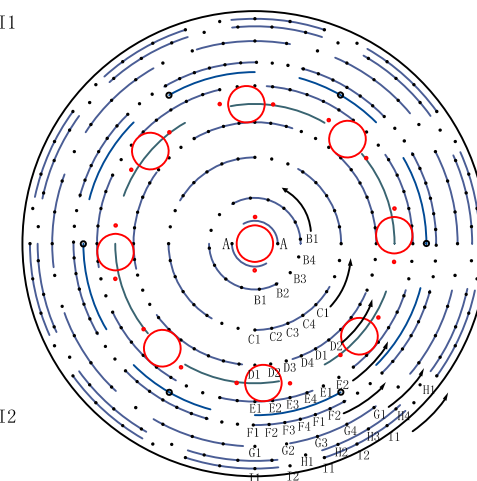 I1
A A B1
B4
B3
B1 B2
C1
C4
C3
C2
C1
D2
D1
D4
D3
D2
D1
E2
E1
E4
E3
E2
E1
H1
F2
F1
F4
F3
F2
F1
G1
H4
G4
G3
G2
G1
I1
H3
H2
H1
I2
I1
I2
I1
I2